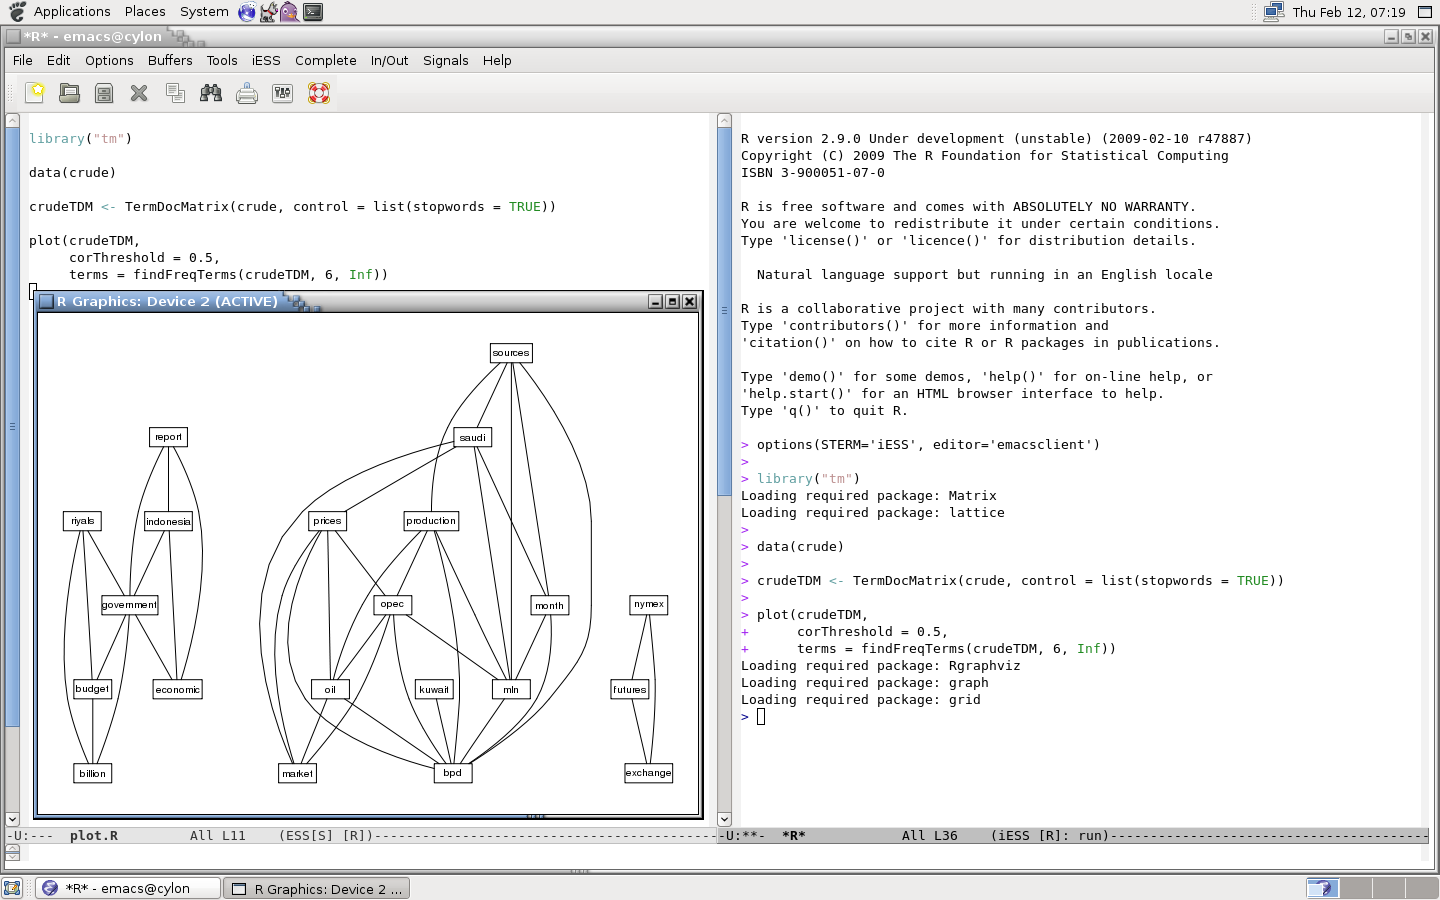 Applications Places System
Thu Feb 12, 07:19
*R* - emacs@cylon
File Edit Options Buffers Tools iESS Complete In/Out Signals Help
library("tm")
data(crude)
crudeTDM <- TermDocMatrix(crude, control = list(stopwords = TRUE))
plot(crudeTDM,
     corThreshold = 0.5,
     terms = findFreqTerms(crudeTDM, 6, Inf))
R Graphics: Device 2 (ACTIVE)
sources
report
saudi
riyals
indonesia
prices
production
government
opec
month
nymex
budget
economic
oil
kuwait
mln
futures
billion
market
bpd
exchange
-U:---  plot.R         All L11    (ESS[S] [R])-------------------------------------------
R version 2.9.0 Under development (unstable) (2009-02-10 r47887)
Copyright (C) 2009 The R Foundation for Statistical Computing
ISBN 3-900051-07-0
R is free software and comes with ABSOLUTELY NO WARRANTY.
You are welcome to redistribute it under certain conditions.
Type 'license()' or 'licence()' for distribution details.
  Natural language support but running in an English locale
R is a collaborative project with many contributors.
Type 'contributors()' for more information and
'citation()' on how to cite R or R packages in publications.
Type 'demo()' for some demos, 'help()' for on-line help, or
'help.start()' for an HTML browser interface to help.
Type 'q()' to quit R.
> options(STERM='iESS', editor='emacsclient')
>
> library("tm")
Loading required package: Matrix
Loading required package: lattice
>
> data(crude)
>
> crudeTDM <- TermDocMatrix(crude, control = list(stopwords = TRUE))
>
> plot(crudeTDM,
+      corThreshold = 0.5,
+      terms = findFreqTerms(crudeTDM, 6, Inf))
Loading required package: Rgraphviz
Loading required package: graph
Loading required package: grid
>
-U:**-  *R*            All L36    (iESS [R]: run)----------------------------------------
*R* - emacs@cylon
R Graphics: Device 2 ...